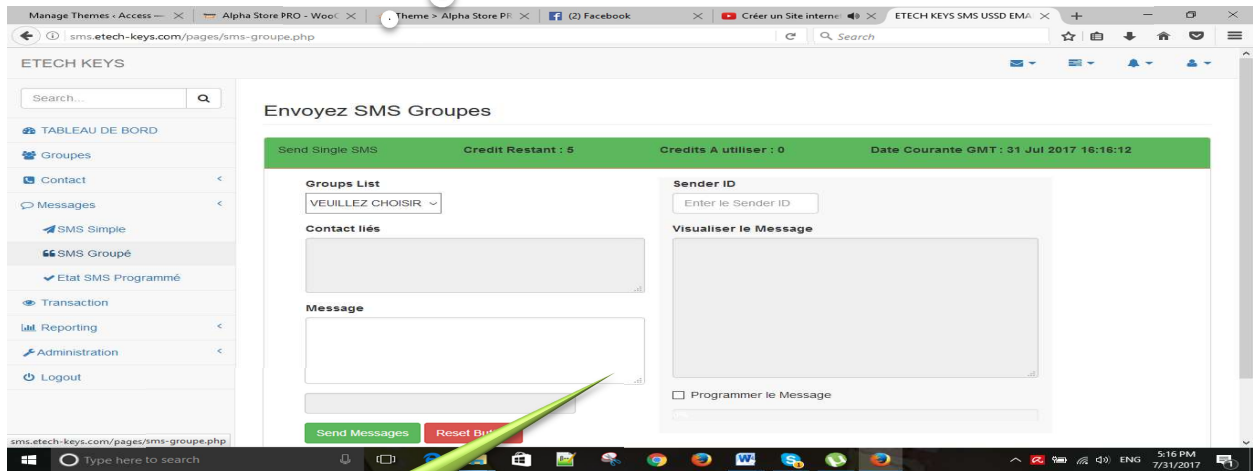 Manage Themes ‹ Access —
Alpha Store PRO - WooC
Theme > Alpha Store PR
(2) Facebook
Créer un Site interne
ETECH KEYS SMS USSD EMA
sms.etech-keys.com/pages/sms-groupe.php
Search
ETECH KEYS
Search...
TABLEAU DE BORD
Groupes
Contact
Messages
SMS Simple
SMS Groupé
Etat SMS Programmé
Transaction
Reporting
Administration
Logout
Envoyez SMS Groupes
Send Single SMS Credit Restant : 5 Credits A utiliser : 0 Date Courante GMT : 31 Jul 2017 16:16:12
Groups List
VEUILLEZ CHOISIR
Contact liés
Message
Send Messages Reset Bu
Sender ID
Enter le Sender ID
Visualiser le Message
Programmer le Message
sms.etech-keys.com/pages/sms-groupe.php
Type here to search
ENG
5:16 PM
7/31/2017